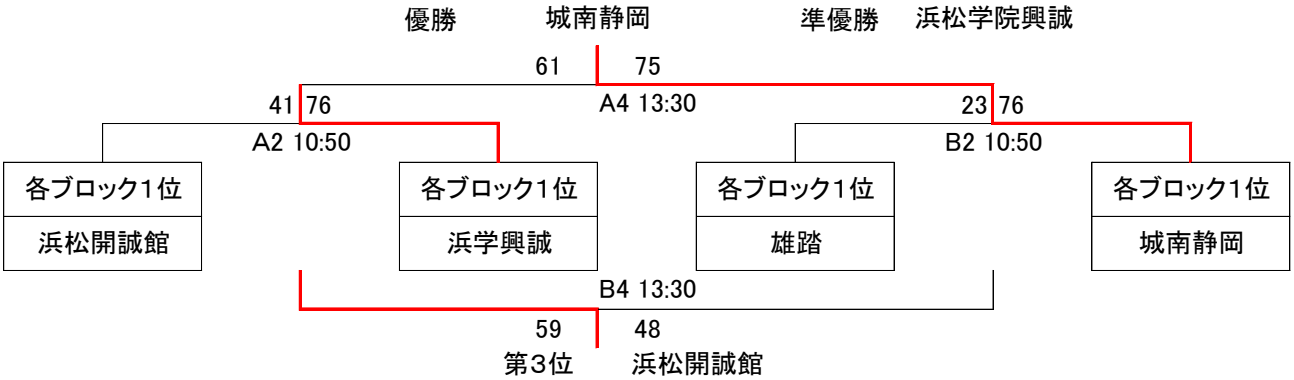 優勝 城南静岡 準優勝 浜松学院興誠
61 75
A4 13:30
41 76 23 76
A2 10:50 B2 10:50
各ブロック１位 各ブロック１位 各ブロック１位 各ブロック１位
浜松開誠館 浜学興誠 雄踏 城南静岡
B4 13:30
59 48
第３位 浜松開誠館